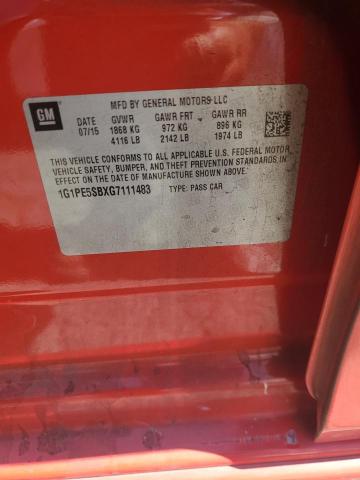 GM
MFD BY GENERAL MOTORS LLC
DATE GVWR GAWR FRT GAWR RR
07/15 1868 KG 972 KG 896 KG
4116 LB 2142 LB 1974 LB
THIS VEHICLE CONFORMS TO ALL APPLICABLE U.S. FEDERAL MOTOR
VEHICLE SAFETY, BUMPER, AND THEFT PREVENTION STANDARDS IN
EFFECT ON THE DATE OF MANUFACTURE SHOWN ABOVE.
1G1PE5SBXG7111483 TYPE: PASS CAR